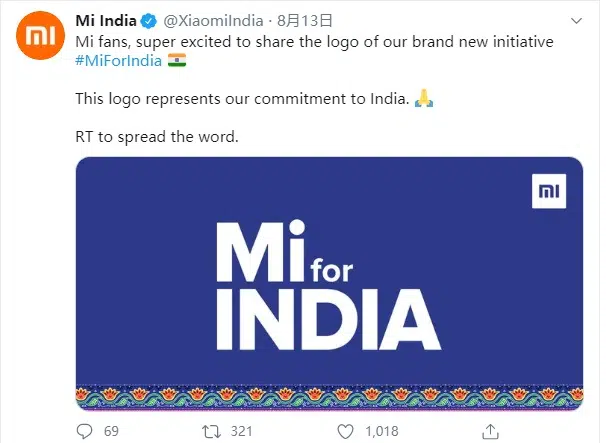 Mi India @XiaomiIndia · 8月13日
Mi fans, super excited to share the logo of our brand new initiative
#MiForIndia 🇮🇳
This logo represents our commitment to India. 🙏
RT to spread the word.
Mi for
INDIA
69 321 1,018